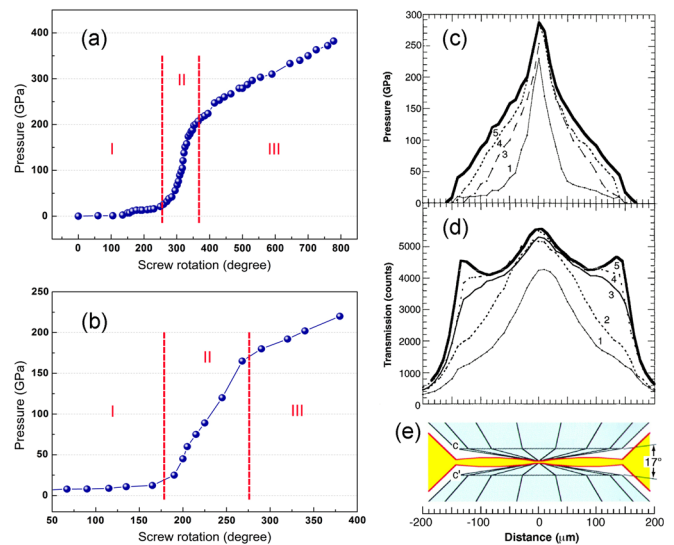 (a)
400
300
200
100
0
Pressure (GPa)
I
II
III
0 100 200 300 400 500 600 700 800
Screw rotation (degree)
(b)
250
200
150
100
50
0
Pressure (GPa)
I
II
III
50 100 150 200 250 300 350 400
Screw rotation (degree)
(c)
300
250
200
150
100
50
0
Pressure (GPa)
5
4
3
1
(d)
5000
4000
3000
2000
1000
0
Transmission (counts)
5
4
3
2
1
(e)
c
c'
17°
-200 -100 0 100 200
Distance (μm)